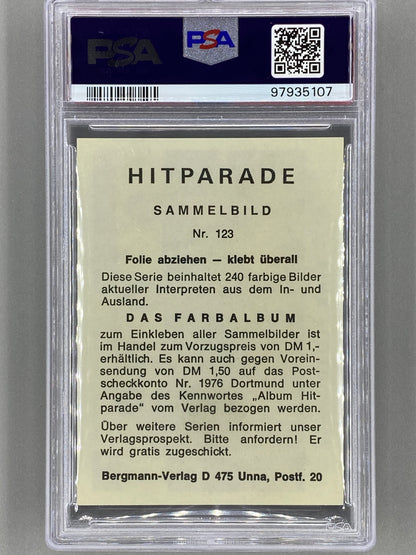 PSA
PSA
97935107
HITPARADE
SAMMELBILD
Nr. 123
Folie abziehen — klebt überall
Diese Serie beinhaltet 240 farbige Bilder
aktueller Interpreten aus dem In- und
Ausland.
DAS FARBALBUM
zum Einkleben aller Sammelbilder ist
im Handel zum Vorzugspreis von DM 1,-
erhältlich. Es kann auch gegen Vorein-
sendung von DM 1,50 auf das Post-
scheckkonto Nr. 1976 Dortmund unter
Angabe des Kennwortes „Album Hit-
parade" vom Verlag bezogen werden.
Über weitere Serien informiert unser
Verlagsprospekt. Bitte anfordern! Er
wird gratis zugeschickt.
Bergmann-Verlag D 475 Unna, Postf. 20
PSA